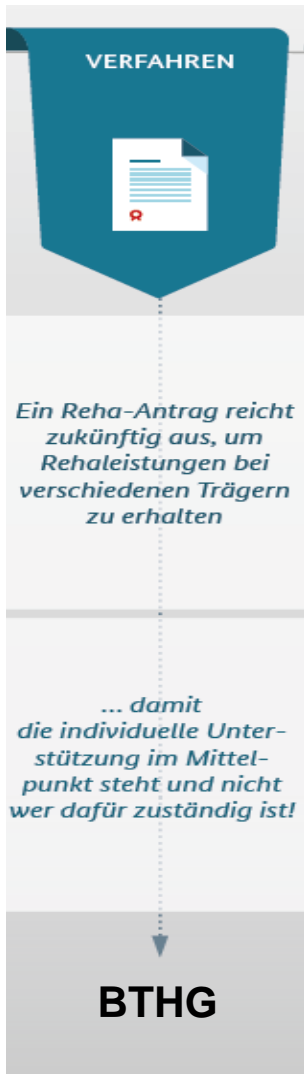 VERFAHREN
Ein Reha-Antrag reicht
zukünftig aus, um
Rehaleistungen bei
verschiedenen Trägern
zu erhalten
... damit
die individuelle Unter-
stützung im Mittel-
punkt steht und nicht
wer dafür zuständig ist!
BTHG